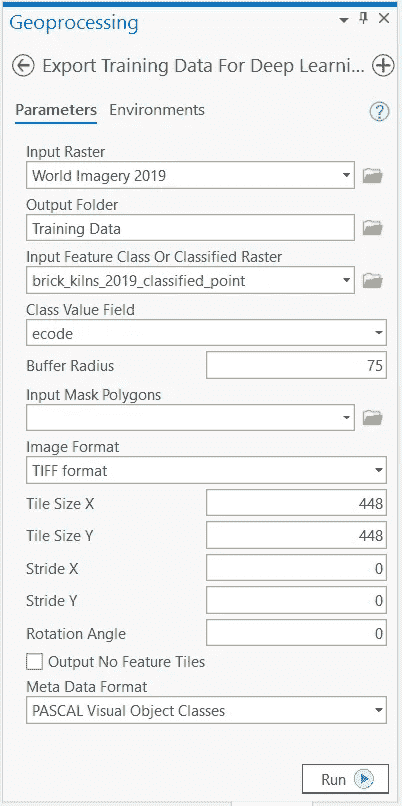 Geoprocessing
Export Training Data For Deep Learni...
Parameters Environments
?
Input Raster
World Imagery 2019
Output Folder
Training Data
Input Feature Class Or Classified Raster
brick_kilns_2019_classified_point
Class Value Field
ecode
Buffer Radius 75
Input Mask Polygons
Image Format
TIFF format
Tile Size X 448
Tile Size Y 448
Stride X 0
Stride Y 0
Rotation Angle 0
Output No Feature Tiles
Meta Data Format
PASCAL Visual Object Classes
Run